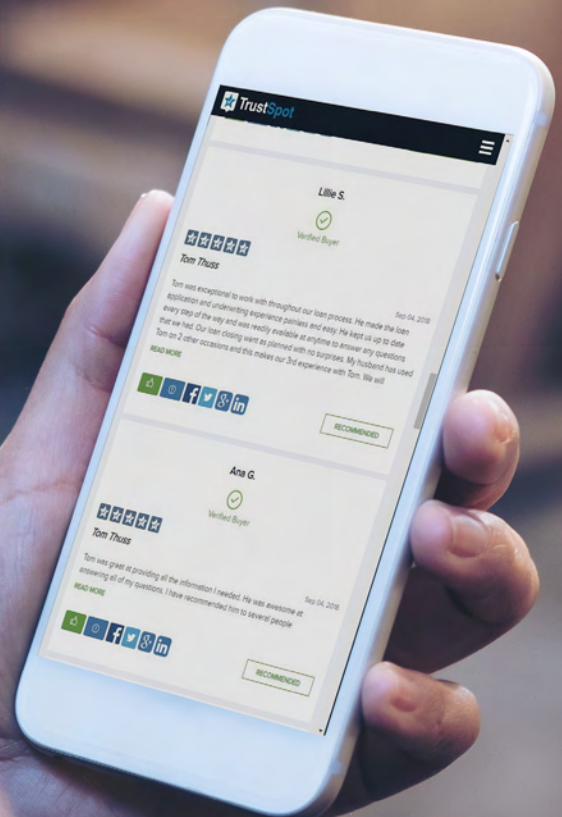 TrustSpot
Lillie S.
Verified Buyer
Tom Thuss
Sep 04, 2018
Tom was exceptional to work with throughout our loan process. He made the loan
application and underwriting experience painless and easy. He kept us up to date
every step of the way and was readily available at anytime to answer any questions
that we had. Our loan closing went as planned with no surprises. My husband has used
Tom on 2 other occasions and this makes our 3rd experience with Tom. We will
READ MORE
RECOMMENDED
Ana G.
Verified Buyer
Tom Thuss
Sep 04, 2018
Tom was great at providing all the information I needed. He was awesome at
answering all of my questions. I have recommended him to several people
READ MORE
RECOMMENDED